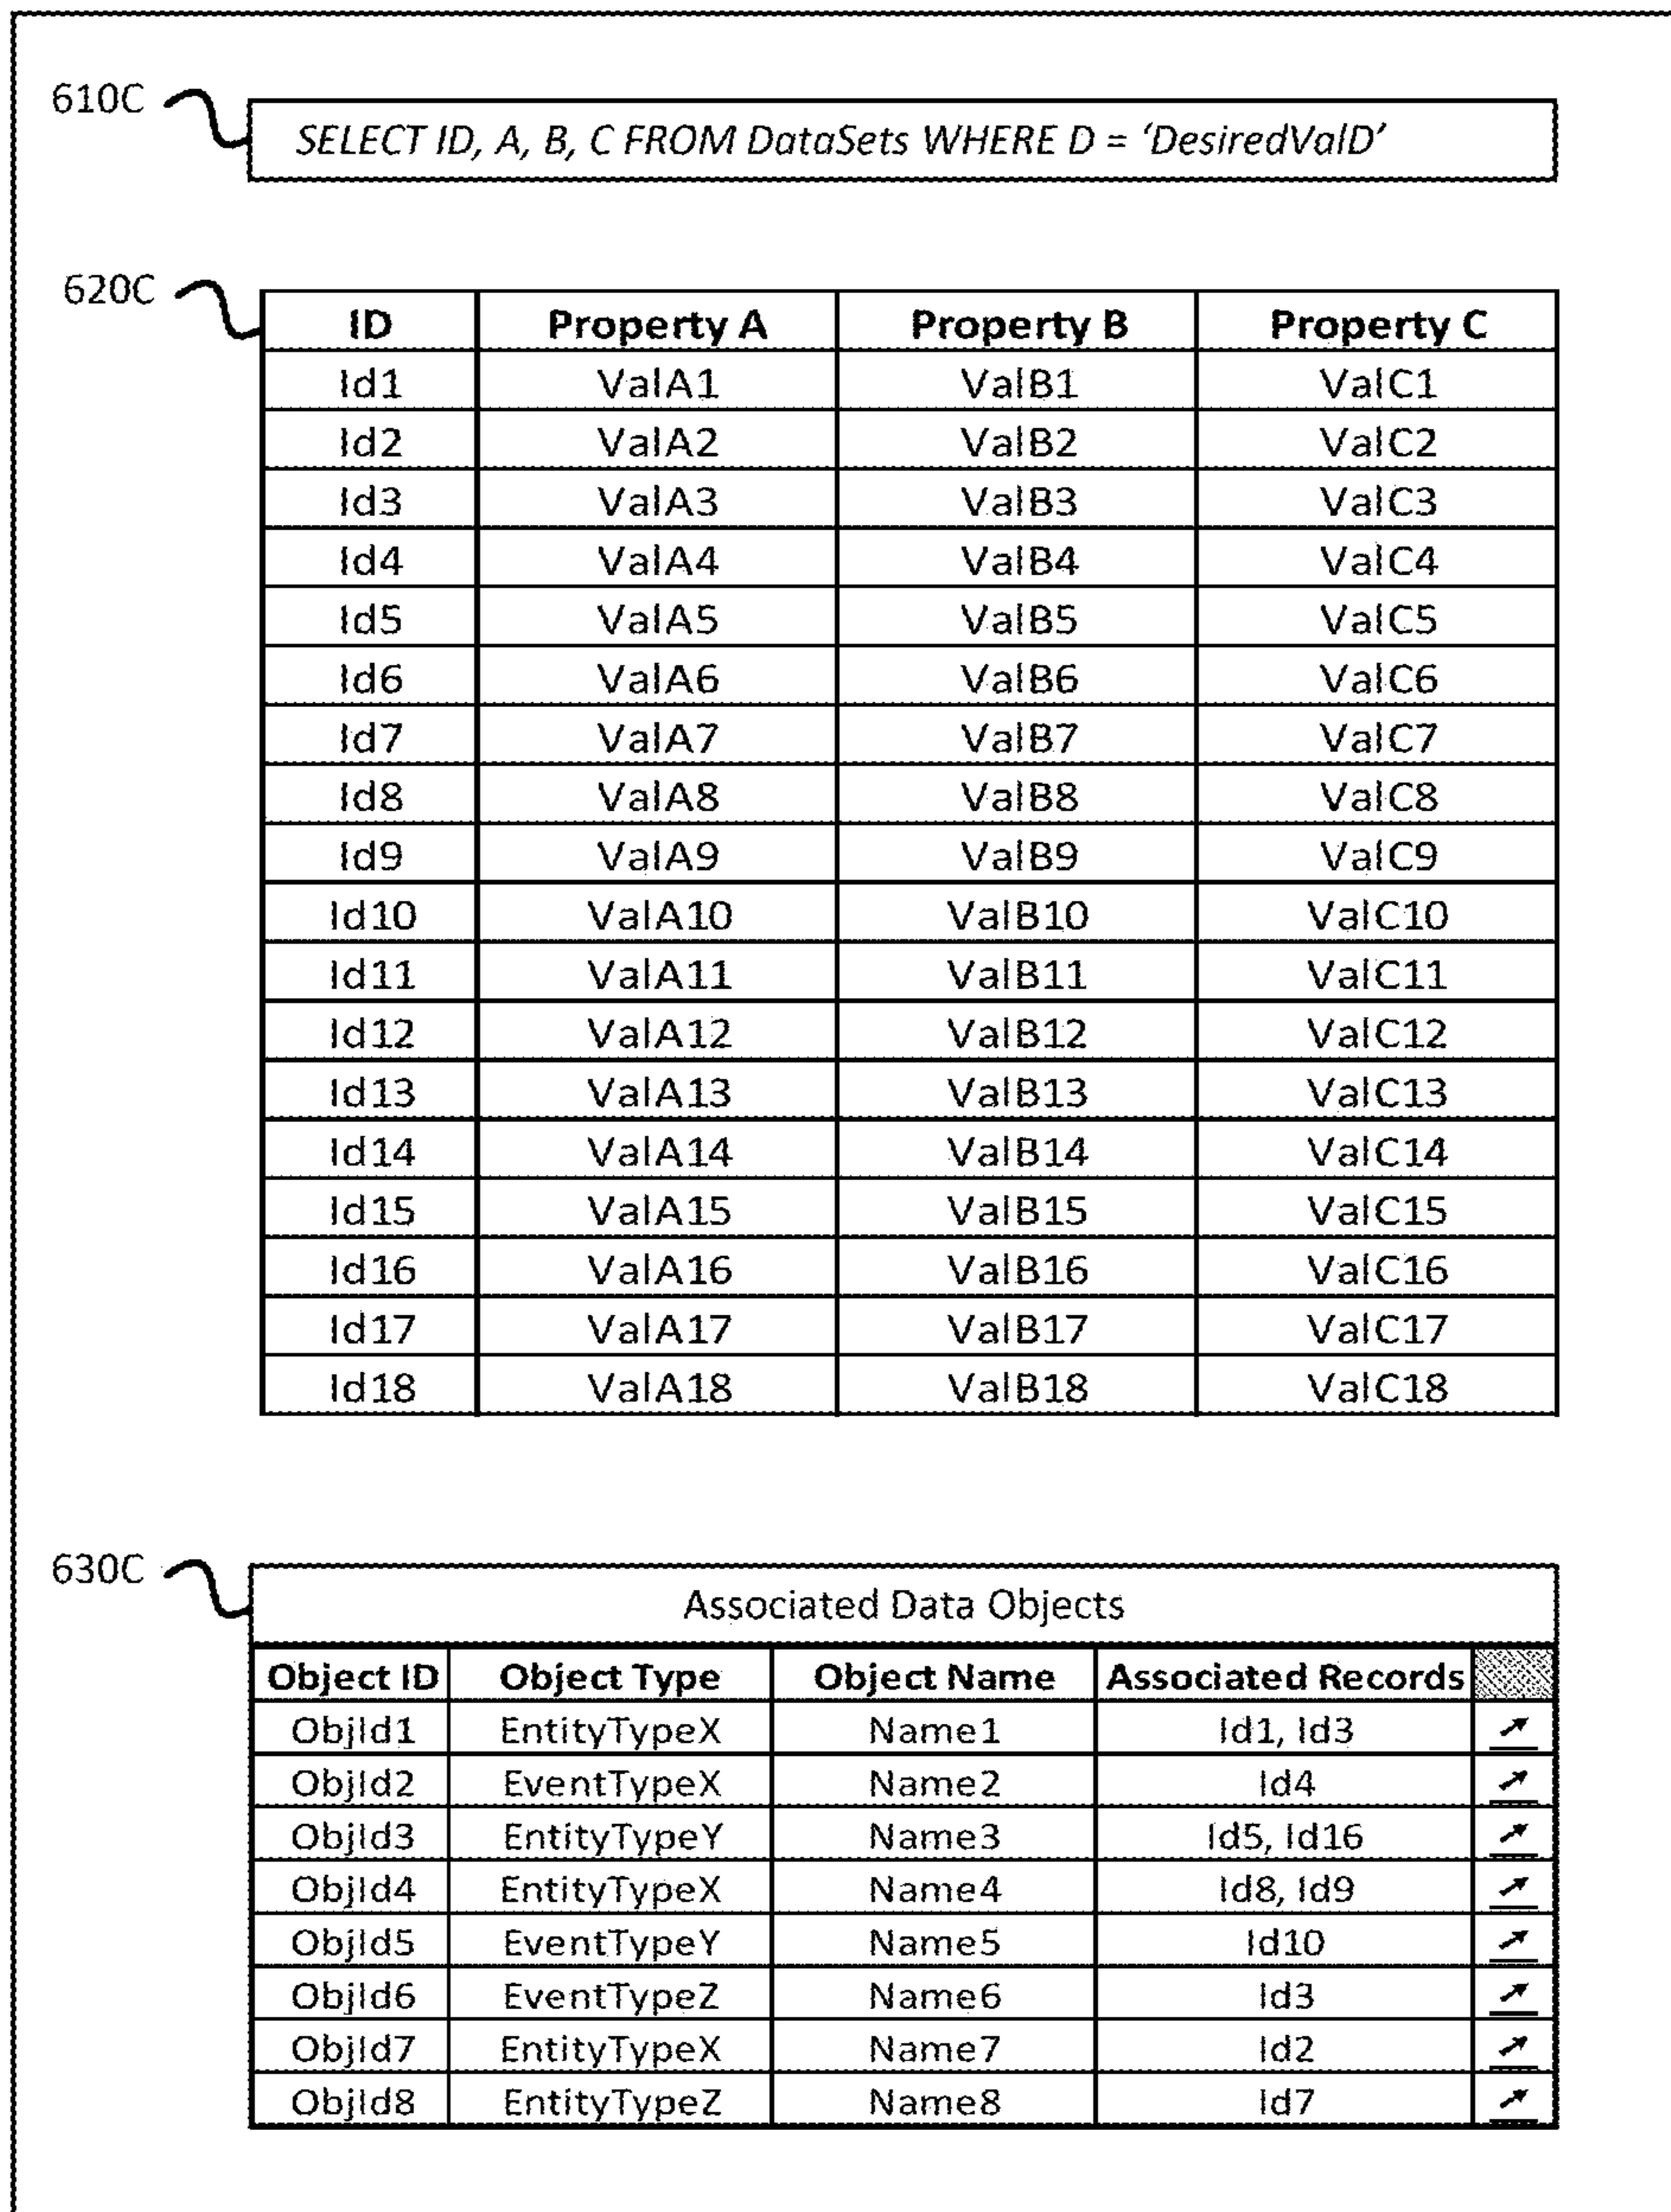 610C
SELECT ID, A, B, C FROM DataSets WHERE D = ‘DesiredValD’
620C
ID Property A Property B Property C
Id1 ValA1 ValB1 ValC1
Id2 ValA2 ValB2 ValC2
Id3 ValA3 ValB3 ValC3
Id4 ValA4 ValB4 ValC4
Id5 ValA5 ValB5 ValC5
Id6 ValA6 ValB6 ValC6
Id7 ValA7 ValB7 ValC7
Id8 ValA8 ValB8 ValC8
Id9 ValA9 ValB9 ValC9
Id10 ValA10 ValB10 ValC10
Id11 ValA11 ValB11 ValC11
Id12 ValA12 ValB12 ValC12
Id13 ValA13 ValB13 ValC13
Id14 ValA14 ValB14 ValC14
Id15 ValA15 ValB15 ValC15
Id16 ValA16 ValB16 ValC16
Id17 ValA17 ValB17 ValC17
Id18 ValA18 ValB18 ValC18
630C
Associated Data Objects
Object ID Object Type Object Name Associated Records
ObjId1 EntityTypeX Name1 Id1, Id3
ObjId2 EventTypeX Name2 Id4
ObjId3 EntityTypeY Name3 Id5, Id16
ObjId4 EntityTypeX Name4 Id8, Id9
ObjId5 EventTypeY Name5 Id10
ObjId6 EventTypeZ Name6 Id3
ObjId7 EntityTypeX Name7 Id2
ObjId8 EntityTypeZ Name8 Id7